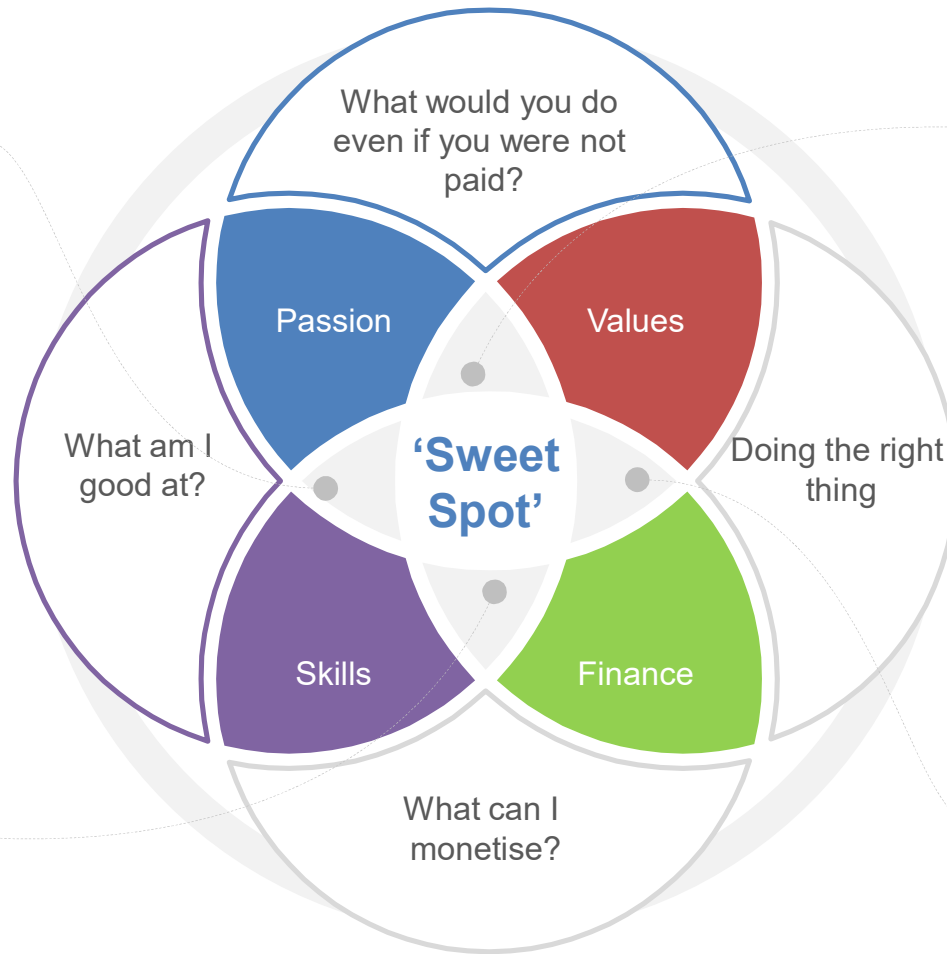 What would you do
even if you were not
paid?
Passion
Values
What am I
good at?
‘Sweet
Spot’
Doing the right
thing
Skills
Finance
What can I
monetise?